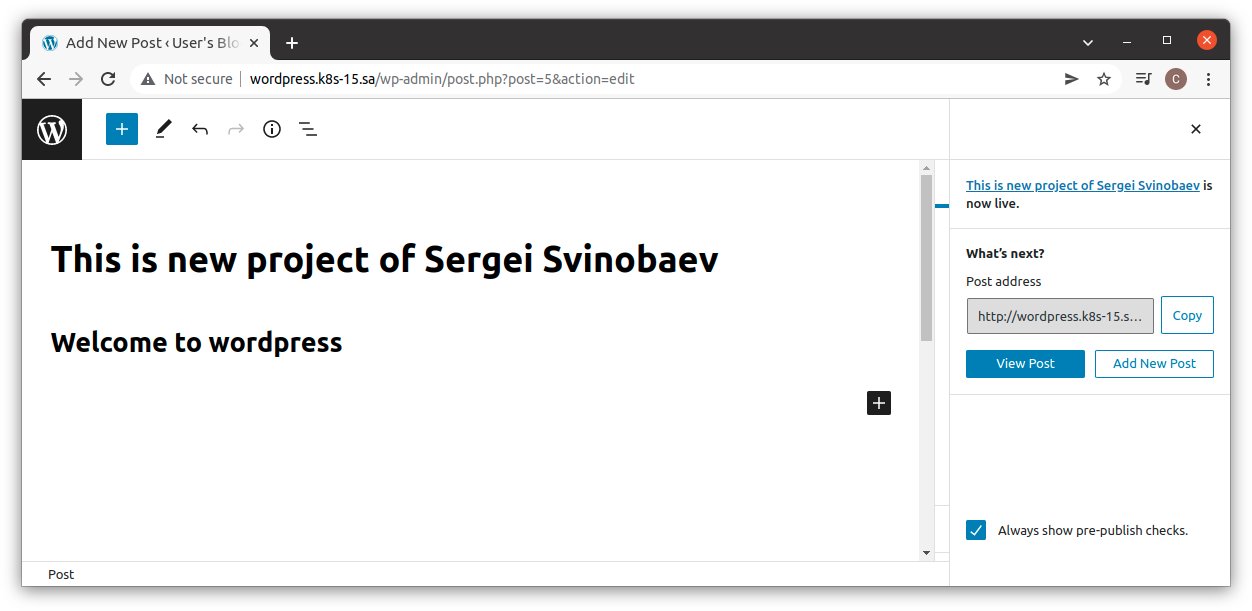 Add New Post ‹ User's Blo
Not secure | wordpress.k8s-15.sa/wp-admin/post.php?post=5&action=edit
C
This is new project of Sergei Svinobaev is
now live.
This is new project of Sergei Svinobaev
What's next?
Post address
http://wordpress.k8s-15.s… Copy
Welcome to wordpress
View Post Add New Post
Always show pre-publish checks.
Post